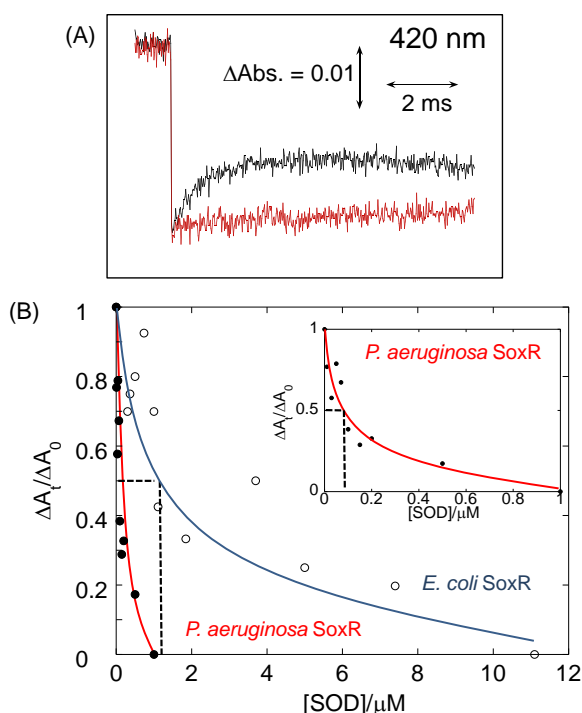 (A)
420 nm
ΔAbs. = 0.01
2 ms
(B)
1
0.8
0.6
0.4
0.2
0
ΔA_t/ΔA_0
0 2 4 6 8 10 12
[SOD]/μM
P. aeruginosa SoxR
E. coli SoxR
1
0.5
0
ΔA_t/ΔA_0
P. aeruginosa SoxR
0 0.2 0.4 0.6 0.8 1
[SOD]/μM